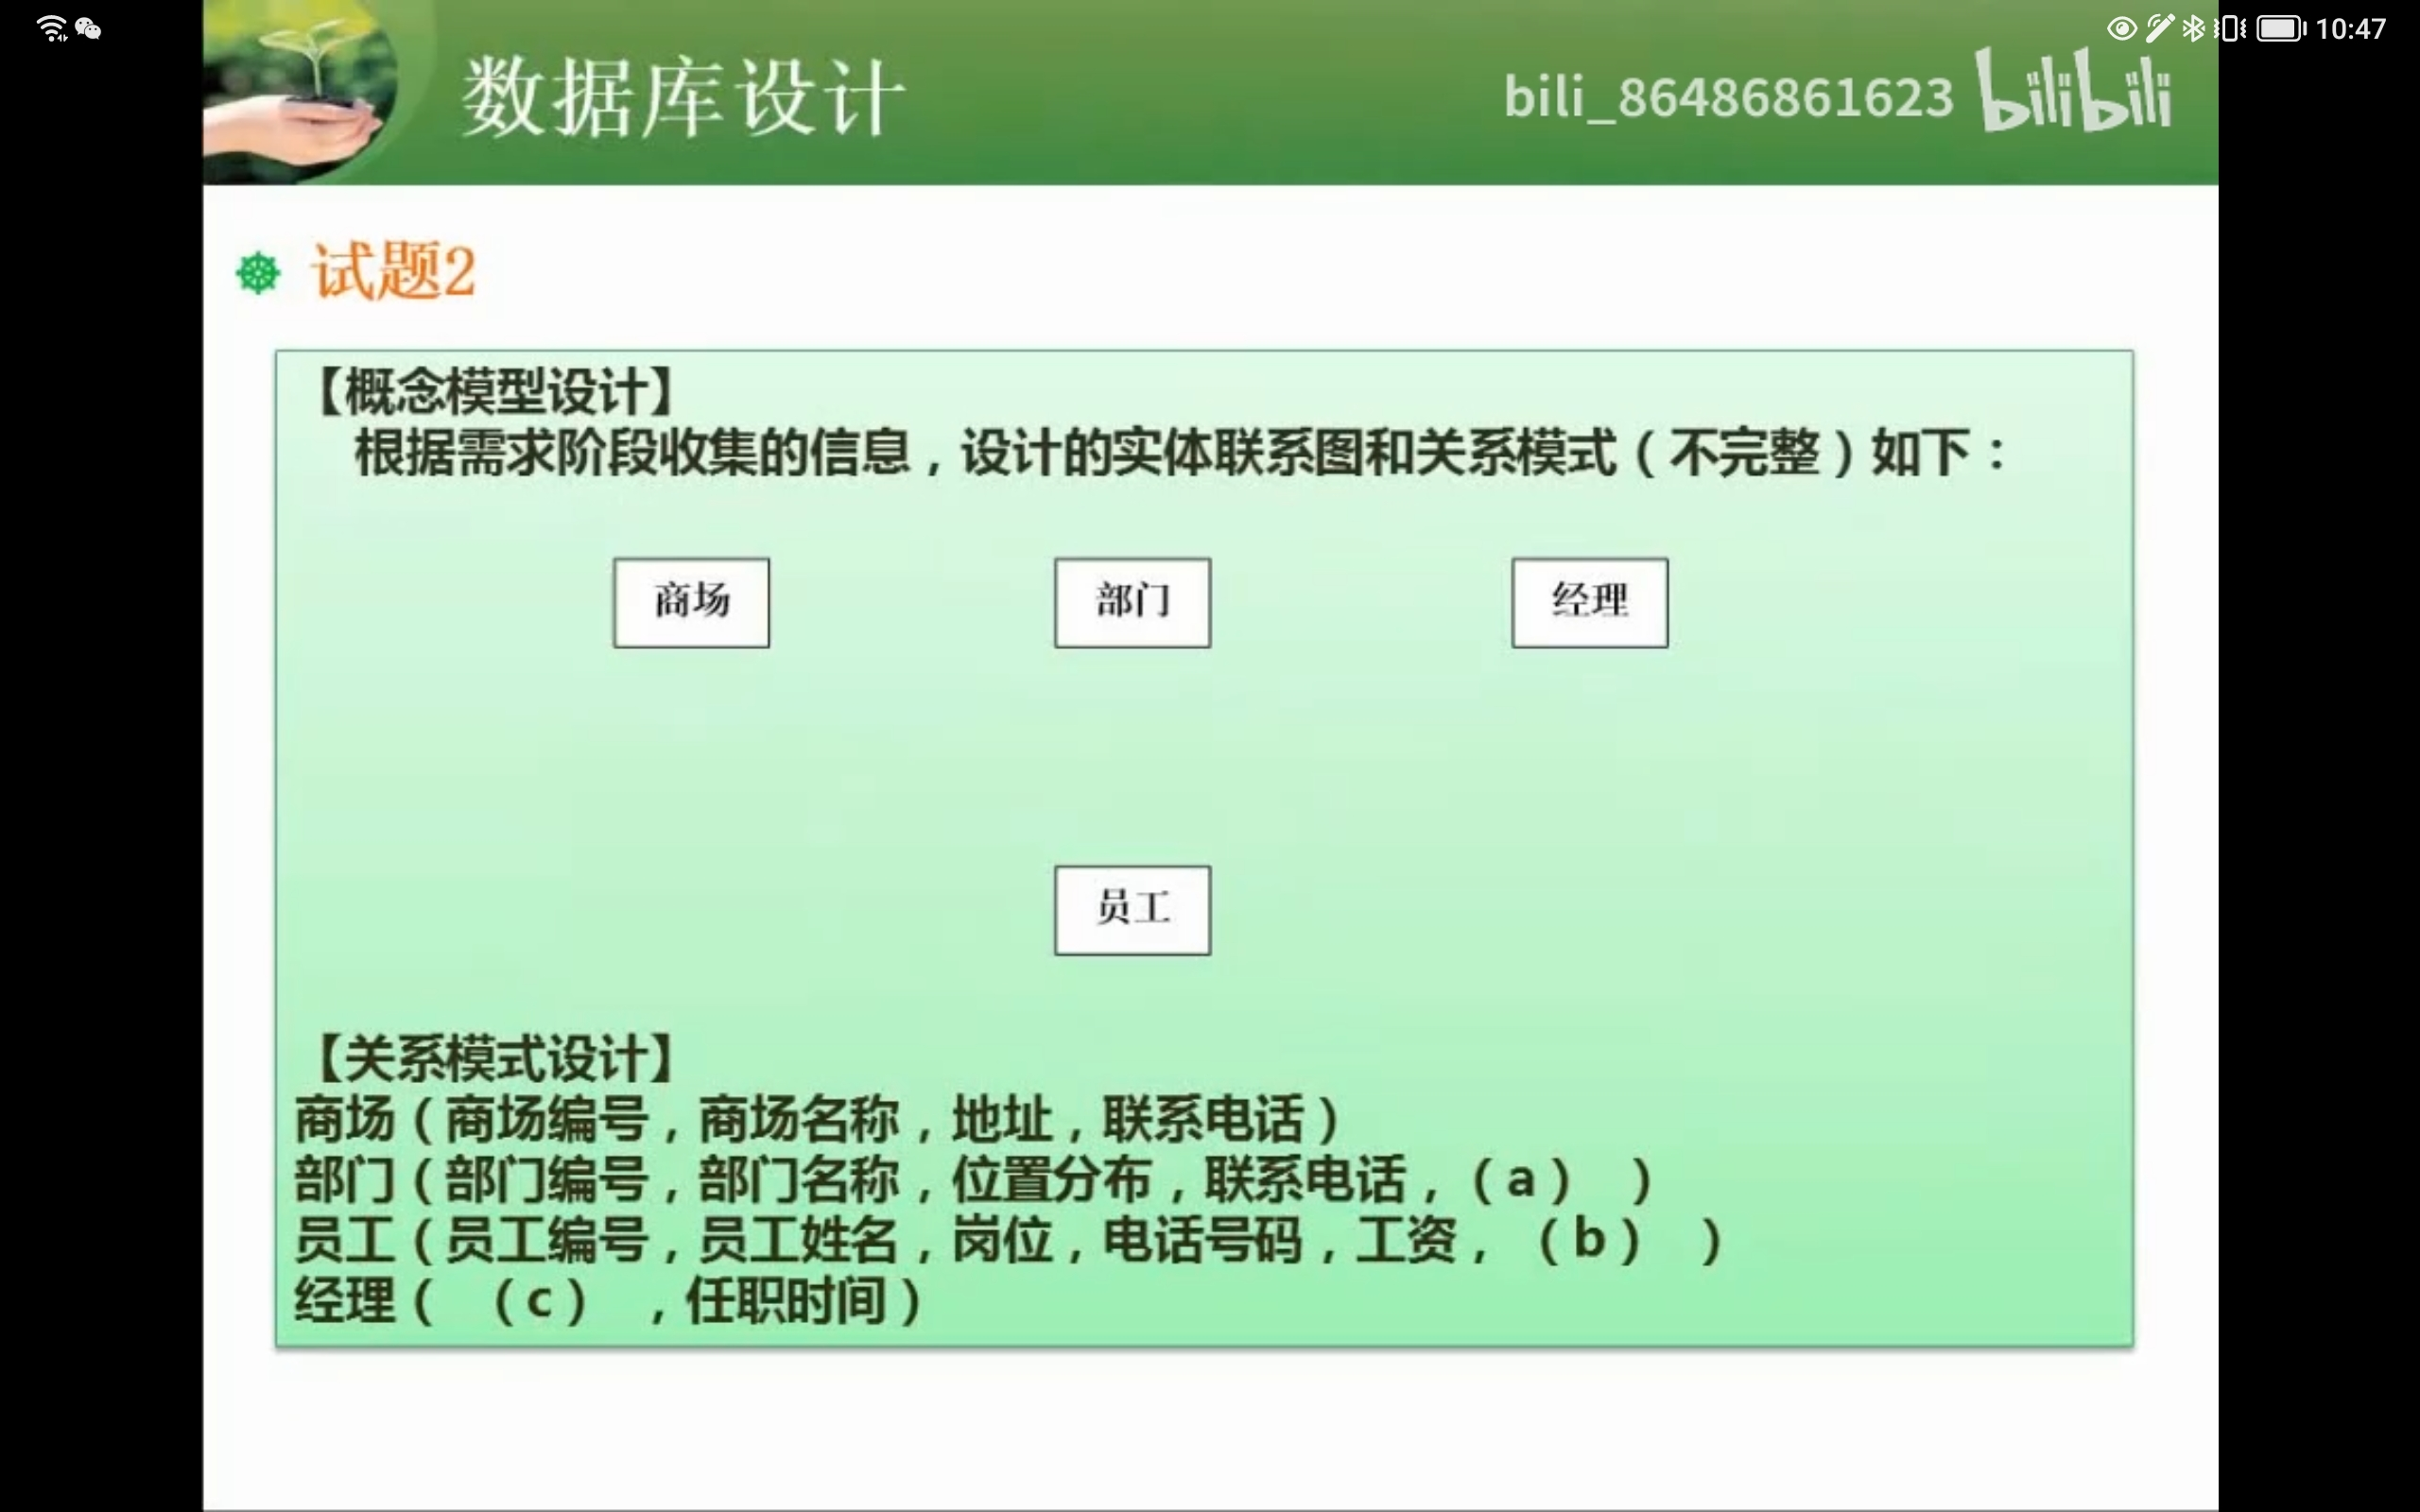 10:47
数据库设计
bili_86486861623 bilibili
试题2
【概念模型设计】
根据需求阶段收集的信息，设计的实体联系图和关系模式（不完整）如下：
商场 部门 经理
员工
【关系模式设计】
商场（商场编号，商场名称，地址，联系电话）
部门（部门编号，部门名称，位置分布，联系电话，（a） ）
员工（员工编号，员工姓名，岗位，电话号码，工资，（b） ）
经理（ （c） ，任职时间）